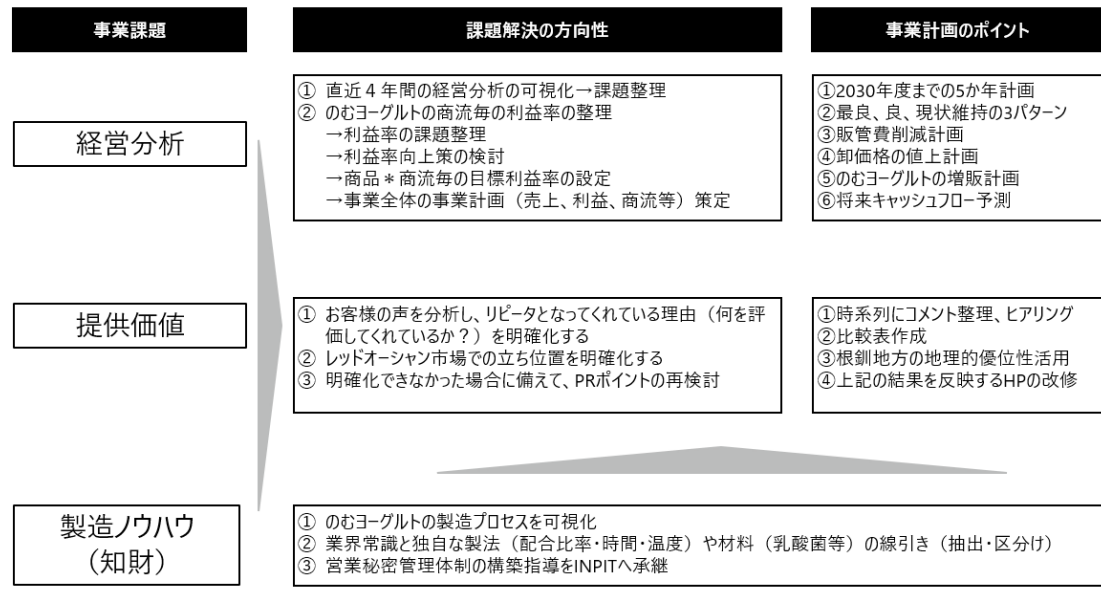 事業課題
課題解決の方向性
事業計画のポイント
経営分析
① 直近４年間の経営分析の可視化→課題整理
② のむヨーグルトの商流毎の利益率の整理
→利益率の課題整理
→利益率向上策の検討
→商品＊商流毎の目標利益率の設定
→事業全体の事業計画（売上、利益、商流等）策定
①2030年度までの5か年計画
②最良、良、現状維持の3パターン
③販管費削減計画
④卸価格の値上計画
⑤のむヨーグルトの増販計画
⑥将来キャッシュフロー予測
提供価値
① お客様の声を分析し、リピータとなってくれている理由（何を評
価してくれているか？）を明確化する
② レッドオーシャン市場での立ち位置を明確化する
③ 明確化できなかった場合に備えて、PRポイントの再検討
①時系列にコメント整理、ヒアリング
②比較表作成
③根釧地方の地理的優位性活用
④上記の結果を反映するHPの改修
製造ノウハウ
（知財）
① のむヨーグルトの製造プロセスを可視化
② 業界常識と独自な製法（配合比率・時間・温度）や材料（乳酸菌等）の線引き（抽出・区分け）
③ 営業秘密管理体制の構築指導をINPITへ承継